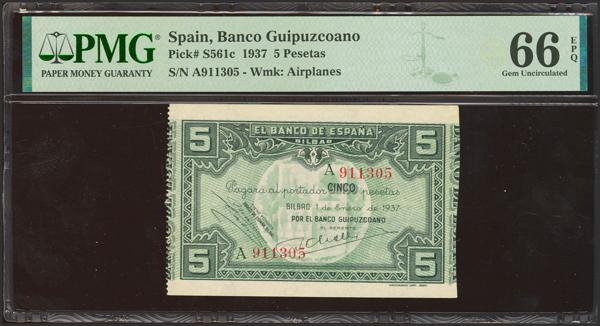 PMG®
PAPER MONEY GUARANTY
Spain, Banco Guipuzcoano
Pick# S561c 1937 5 Pesetas
S/N A911305 - Wmk: Airplanes
66 EPQ
Gem Uncirculated
5 5
EL BANCO DE ESPAÑA
BILBAO
A 911305
Pagará al portador CINCO pesetas
BILBAO 1 de Enero de 1937
POR EL BANCO GUIPUZCOANO
EL GERENTE
A 911305
5 5